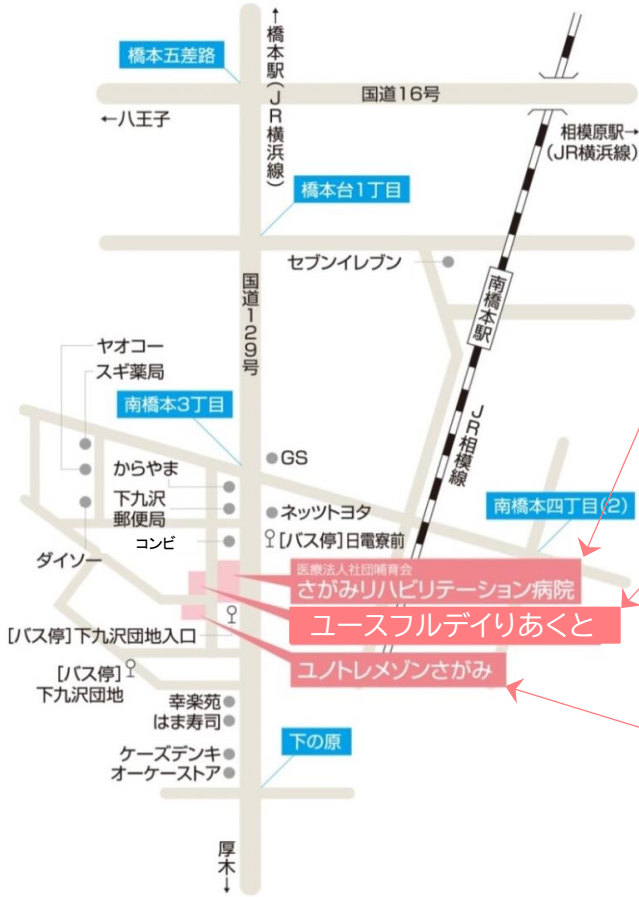 ↑橋本駅(JR横浜線)
橋本五差路
国道16号
←八王子
相模原駅→
(JR横浜線)
橋本台1丁目
セブンイレブン
国道129号
南橋本駅
ヤオコー
スギ薬局
南橋本3丁目
JR相模線
GS
からやま
下九沢
郵便局
ネッツトヨタ
南橋本四丁目(2)
コンビ
[バス停]日電寮前
ダイソー
医療法人社団哺育会
さがみリハビリテーション病院
ユースフルデイりあくと
[バス停]下九沢団地入口
ユノトレメゾンさがみ
[バス停]
下九沢団地
幸楽苑
はま寿司
下の原
ケーズデンキ
オーケーストア
厚木↓